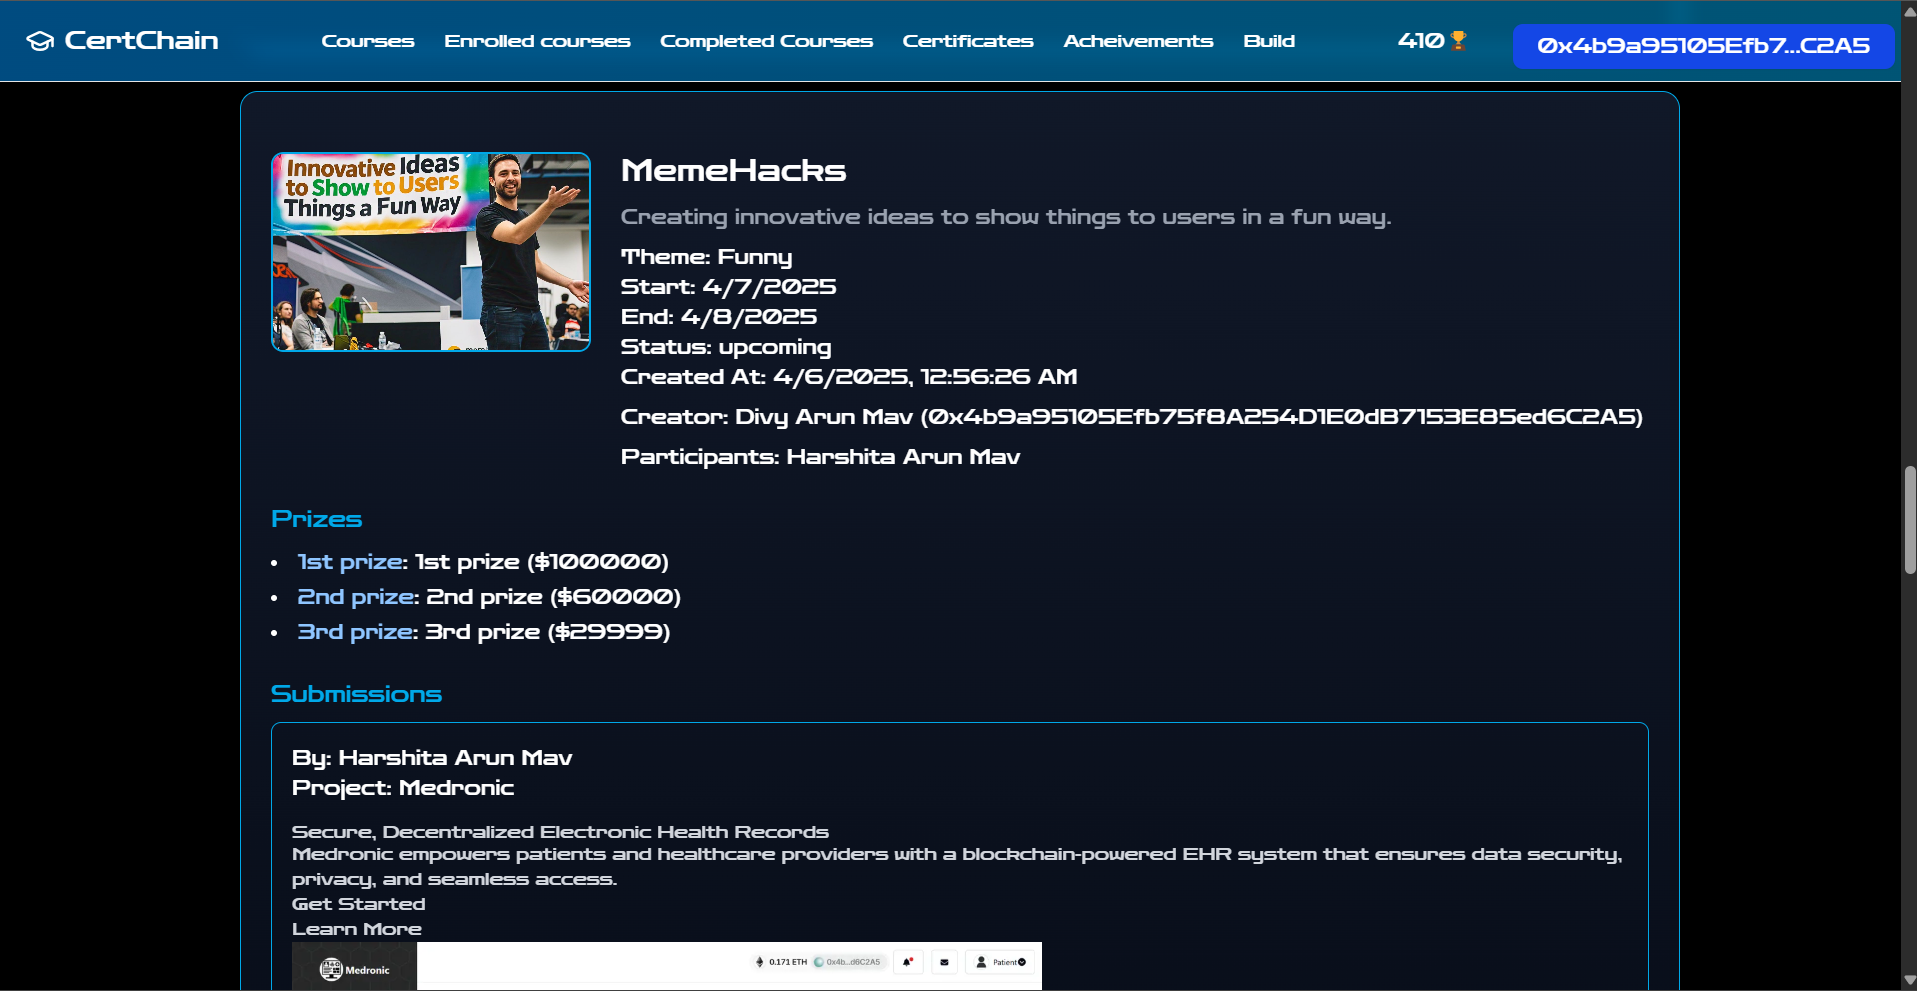 CertChain
Courses
Enrolled courses
Completed Courses
Certificates
Acheivements
Build
410
0x4b9a95105Efb7...C2A5
Innovative Ideas
to Show to Users
Things a Fun Way
MemeHacks
Creating innovative ideas to show things to users in a fun way.
Theme: Funny
Start: 4/7/2025
End: 4/8/2025
Status: upcoming
Created At: 4/6/2025, 12:56:26 AM
Creator: Divy Arun Mav (0x4b9a95105Efb75f8A254D1E0dB7153E85ed6C2A5)
Participants: Harshita Arun Mav
Prizes
• 1st prize: 1st prize ($100000)
• 2nd prize: 2nd prize ($60000)
• 3rd prize: 3rd prize ($29999)
Submissions
By: Harshita Arun Mav
Project: Medronic
Secure, Decentralized Electronic Health Records
Medronic empowers patients and healthcare providers with a blockchain-powered EHR system that ensures data security,
privacy, and seamless access.
Get Started
Learn More
Medronic
0.171 ETH
0x4b...d6C2A5
Patient